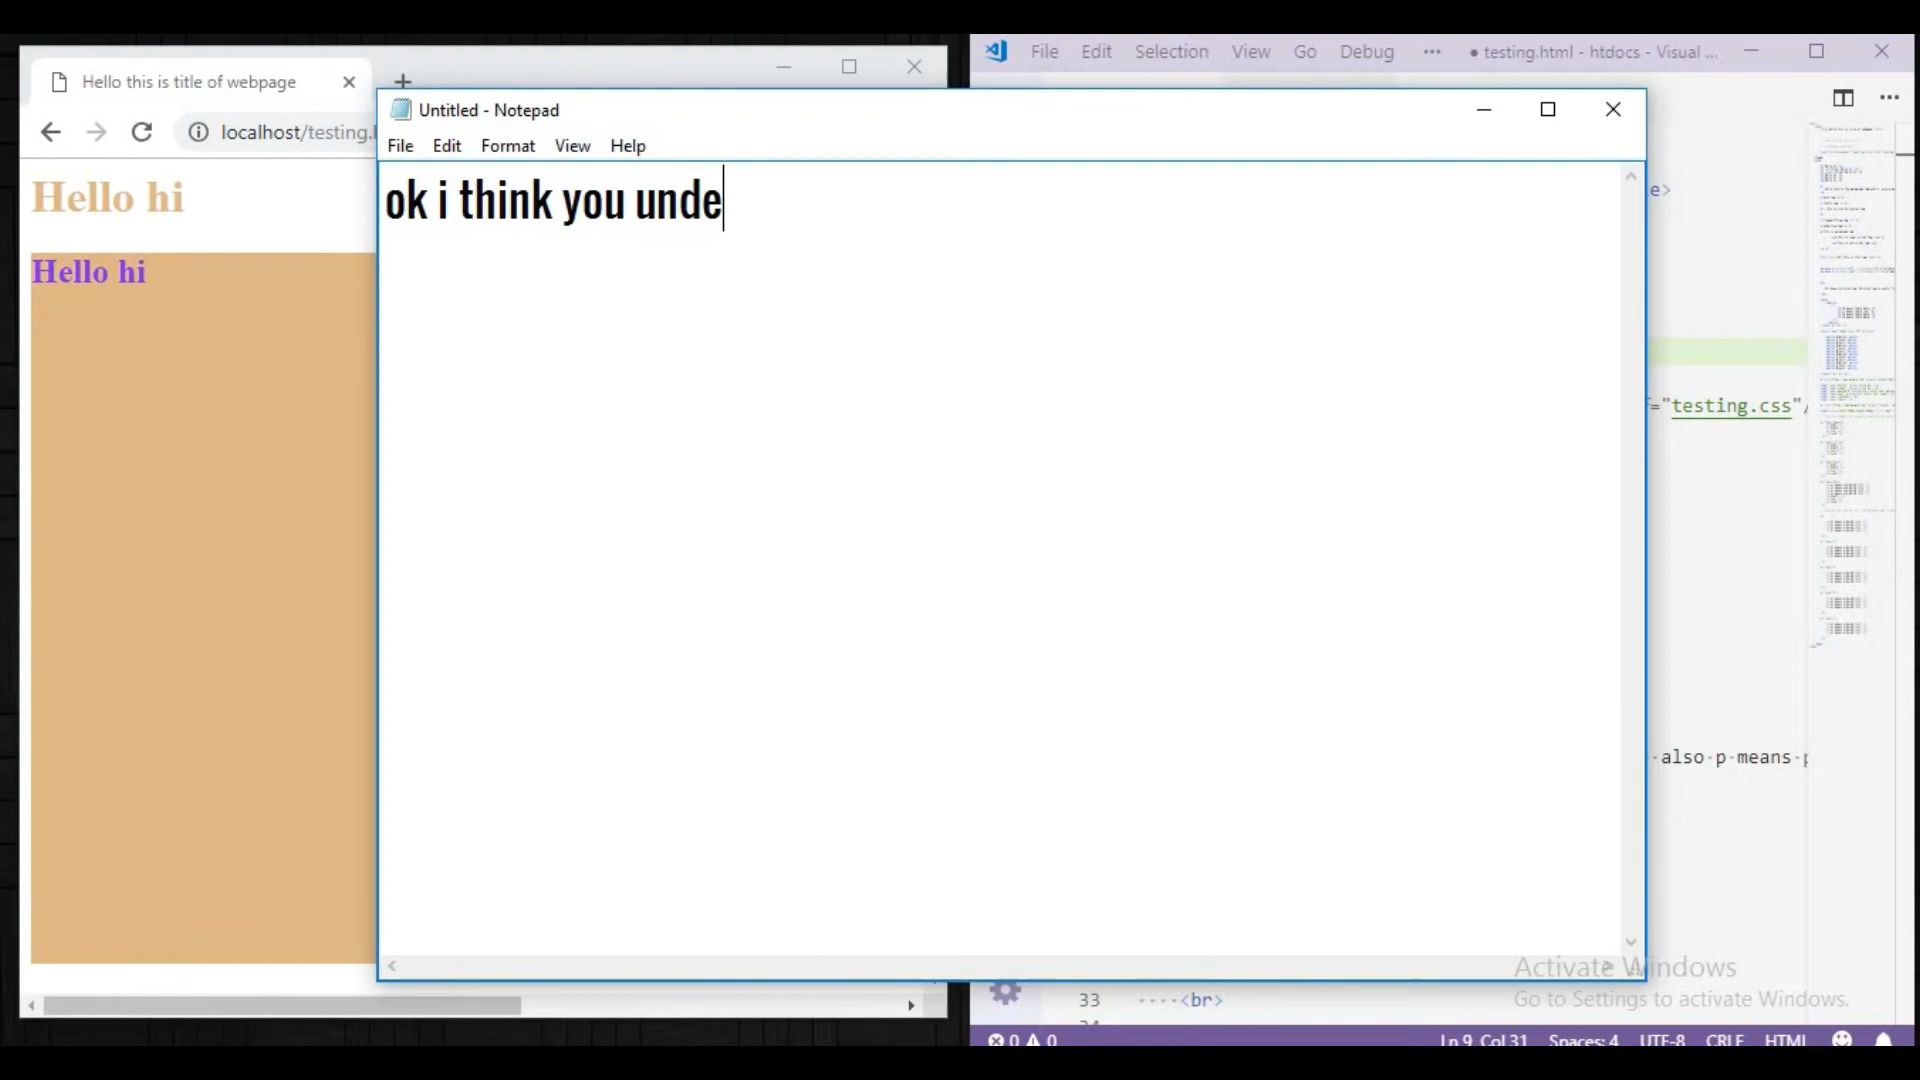 Hello this is title of webpage
localhost/testing.
Hello hi
Hello hi
Untitled - Notepad
File Edit Format View Help
ok i think you unde
File Edit Selection View Go Debug ··· ● testing.html - htdocs - Visual ...
e>
="testing.css"/
·also·p·means·p
Activate Windows
Go to Settings to activate Windows.
33 ····<br>
34
0 0 Ln 9, Col 31 Spaces: 4 UTF-8 CRLF HTML